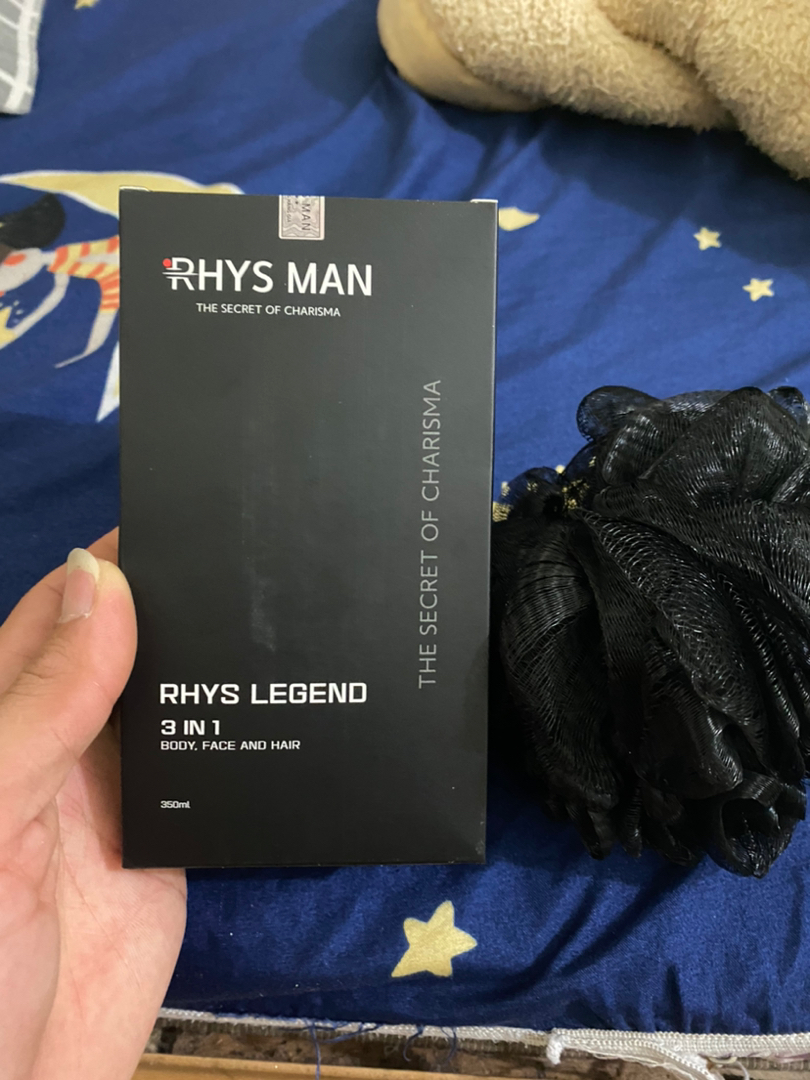 MAN
RHYS MAN
THE SECRET OF CHARISMA
THE SECRET OF CHARISMA
RHYS LEGEND
3 IN 1
BODY, FACE AND HAIR
350ml